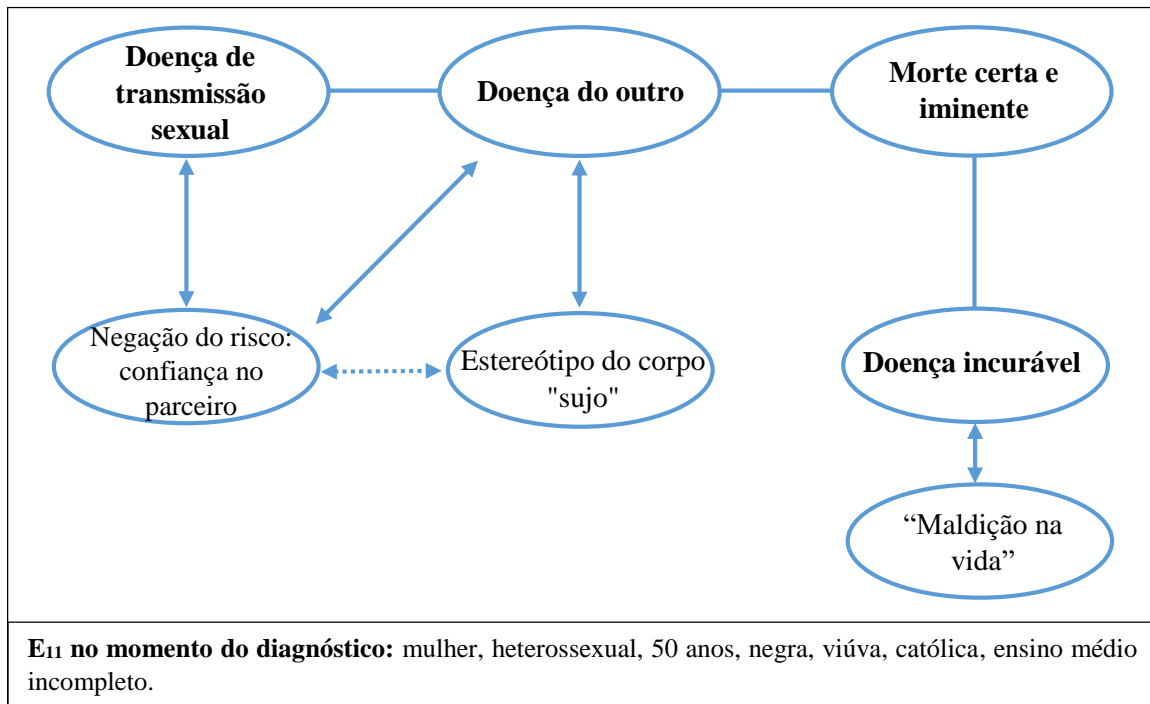 Doença de
transmissão
sexual
Doença do outro
Morte certa e
iminente
Negação do risco:
confiança no
parceiro
Estereótipo do corpo
"sujo"
Doença incurável
“Maldição na
vida”
E11 no momento do diagnóstico: mulher, heterossexual, 50 anos, negra, viúva, católica, ensino médio
incompleto.